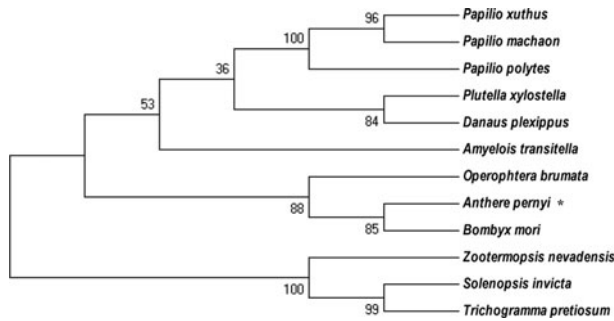 96
Papilio xuthus
Papilio machaon
100
Papilio polytes
36
Plutella xylostella
84
Danaus plexippus
53
Amyelois transitella
Operophtera brumata
88
Anthere pernyi *
85
Bombyx mori
Zootermopsis nevadensis
100
Solenopsis invicta
99
Trichogramma pretiosum